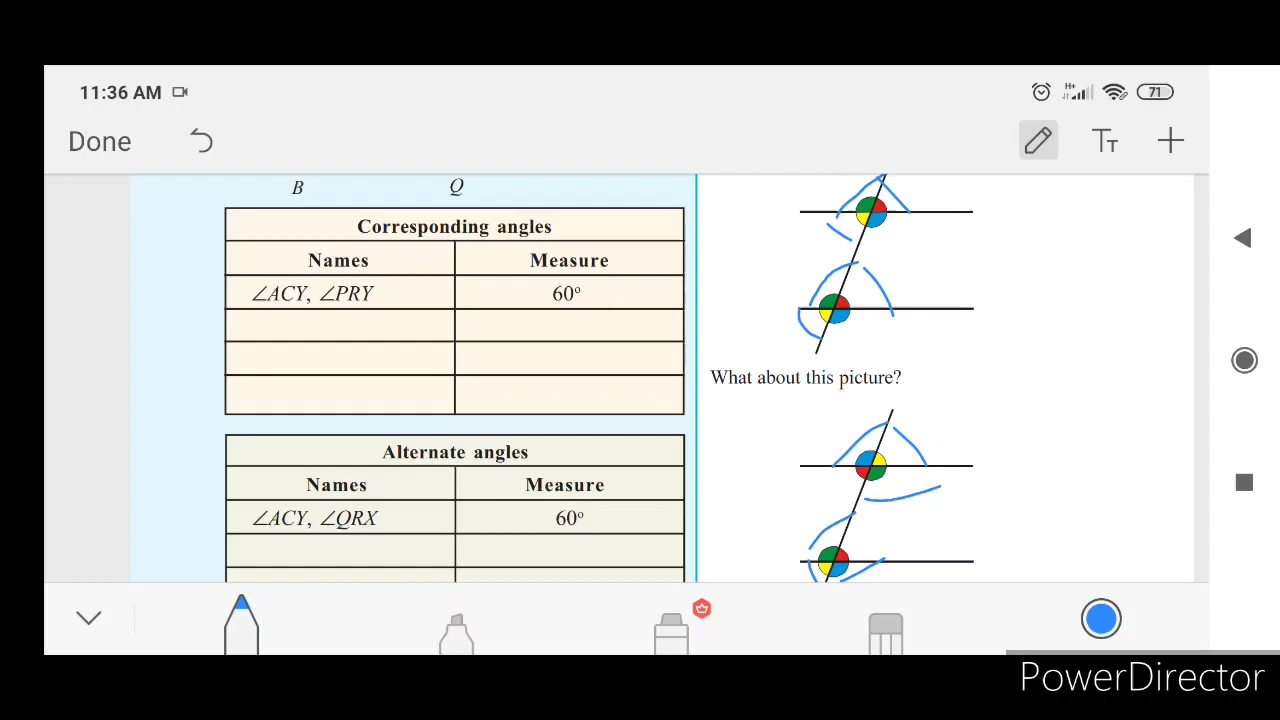 11:36 AM
H+
71
Done
TT
B Q
Corresponding angles
Names Measure
∠ACY, ∠PRY 60°
Alternate angles
Names Measure
∠ACY, ∠QRX 60°
What about this picture?
PowerDirector